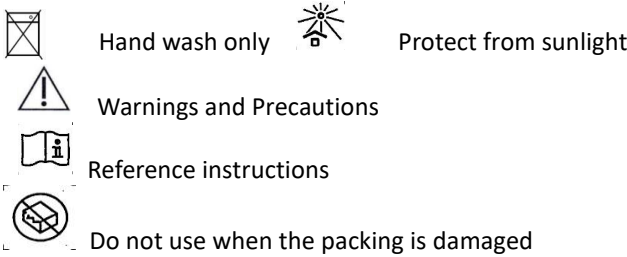 Hand wash only Protect from sunlight
Warnings and Precautions
Reference instructions
Do not use when the packing is damaged